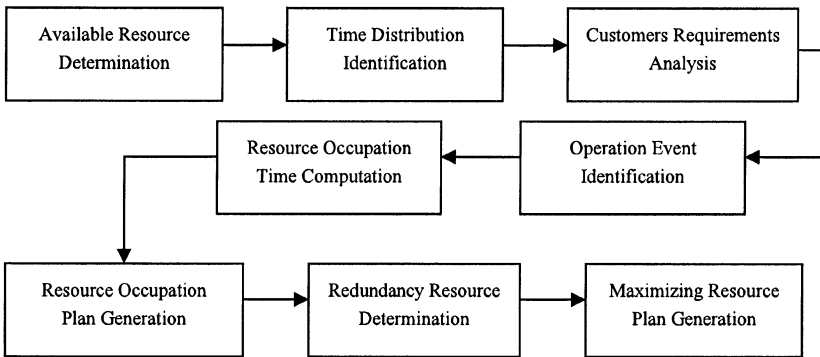 Available Resource
Determination
Time Distribution
Identification
Customers Requirements
Analysis
Operation Event
Identification
Resource Occupation
Time Computation
Resource Occupation
Plan Generation
Redundancy Resource
Determination
Maximizing Resource
Plan Generation